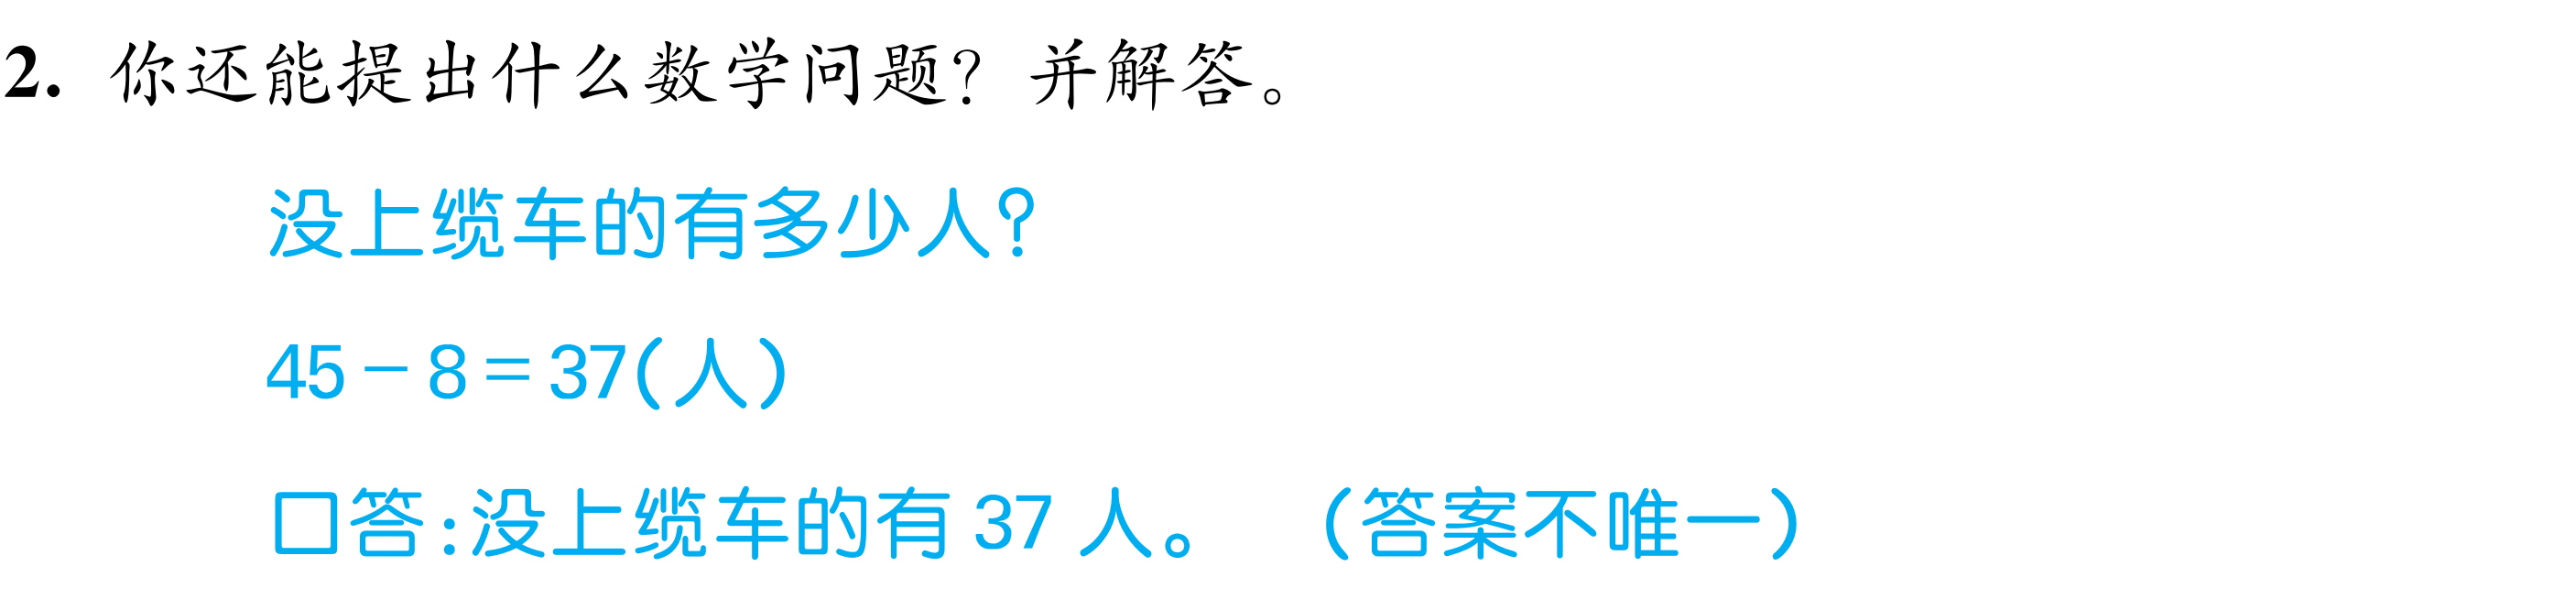 2. 你还能提出什么数学问题？并解答。
没上缆车的有多少人？
45－8＝37(人)
口答:没上缆车的有 37 人。 (答案不唯一)